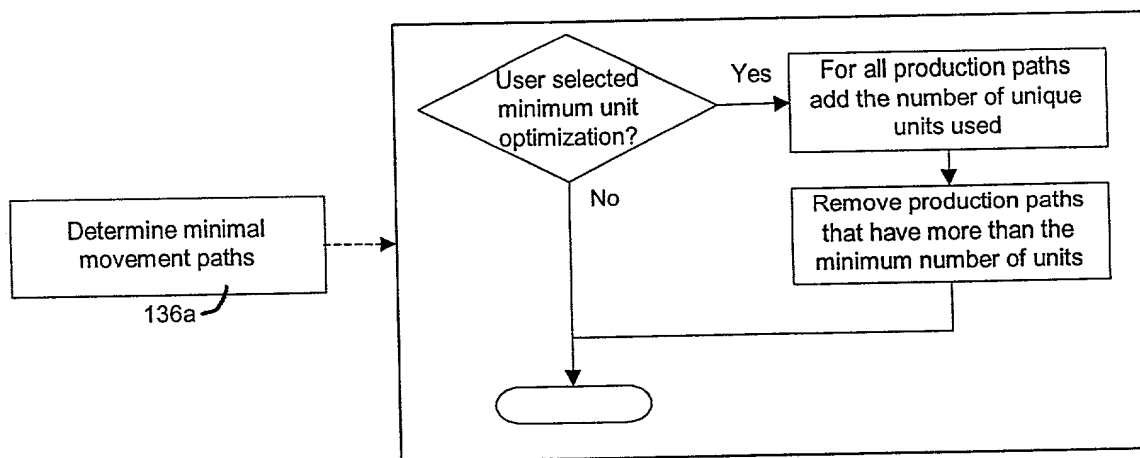 User selected
minimum unit
optimization?
Yes
For all production paths
add the number of unique
units used
No
Remove production paths
that have more than the
minimum number of units
Determine minimal
movement paths
136a